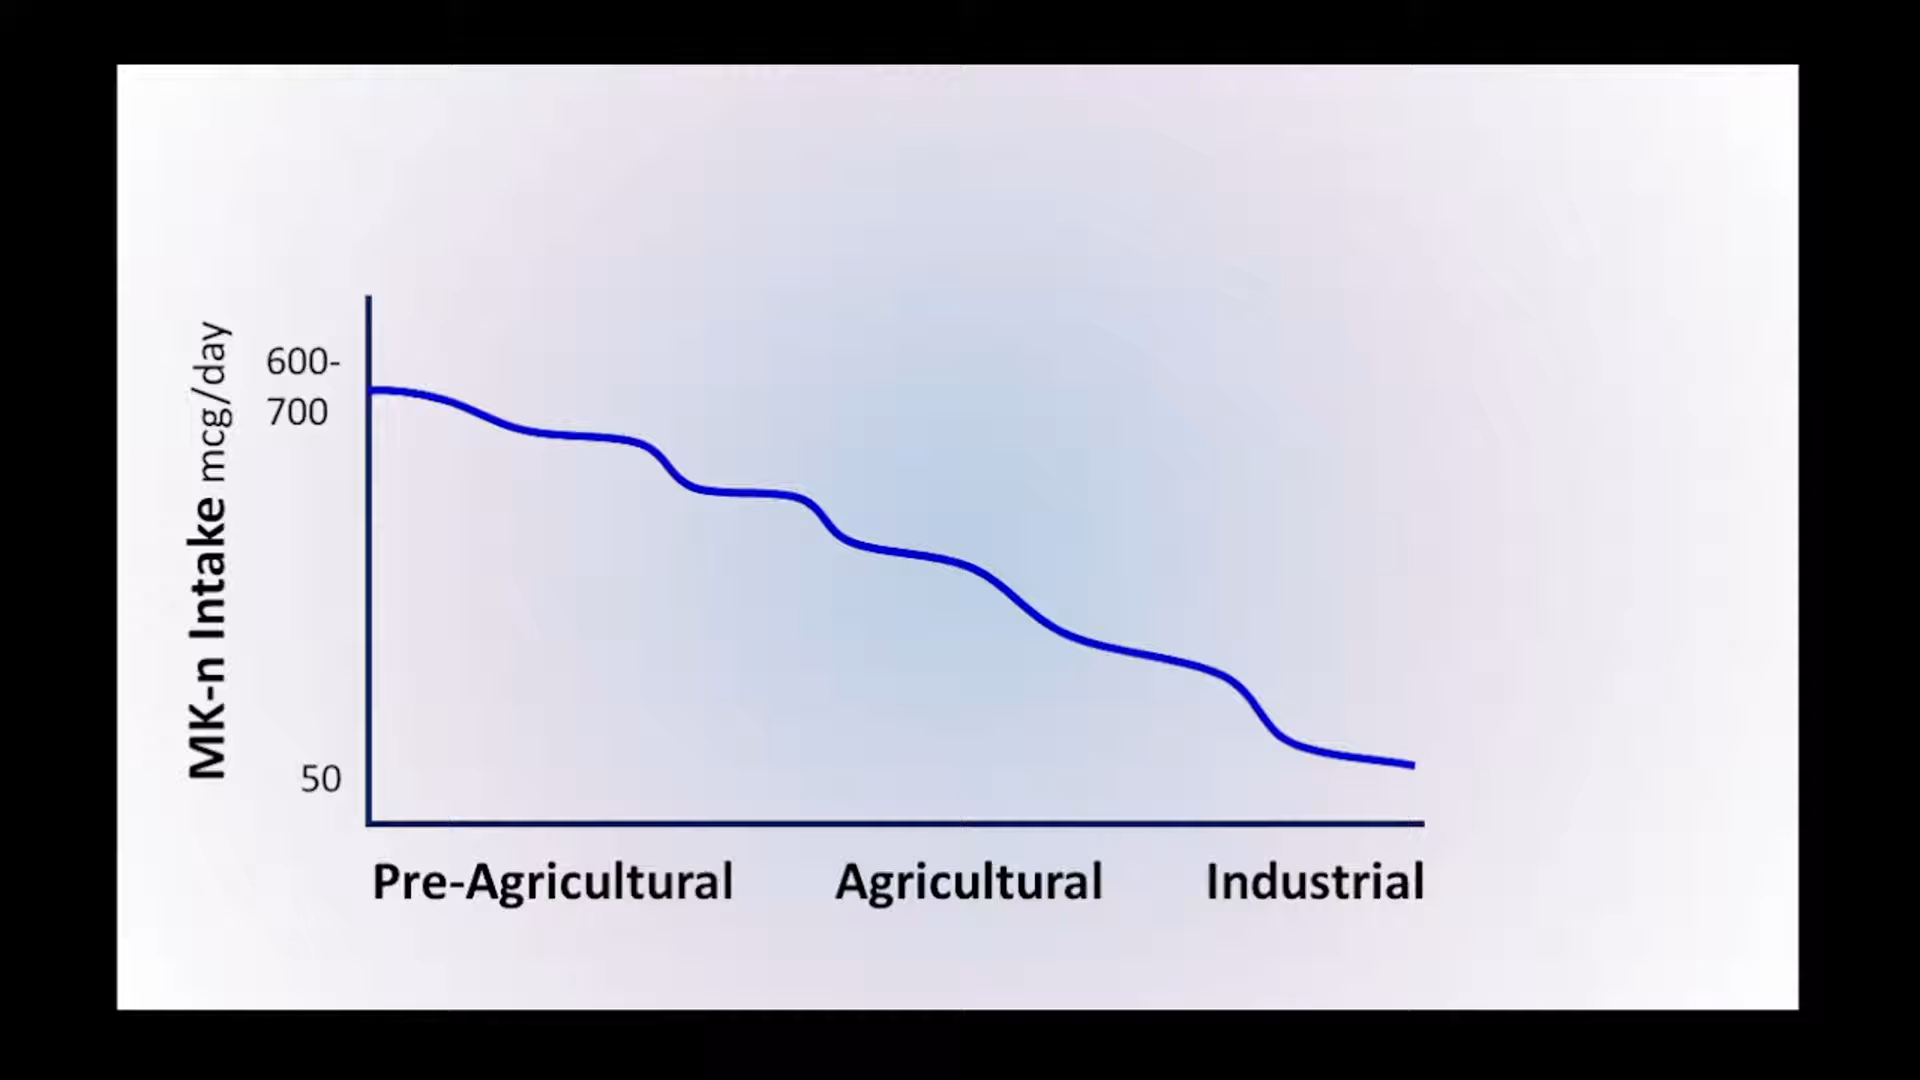 MK-n Intake mcg/day
600-
700
50
Pre-Agricultural
Agricultural
Industrial